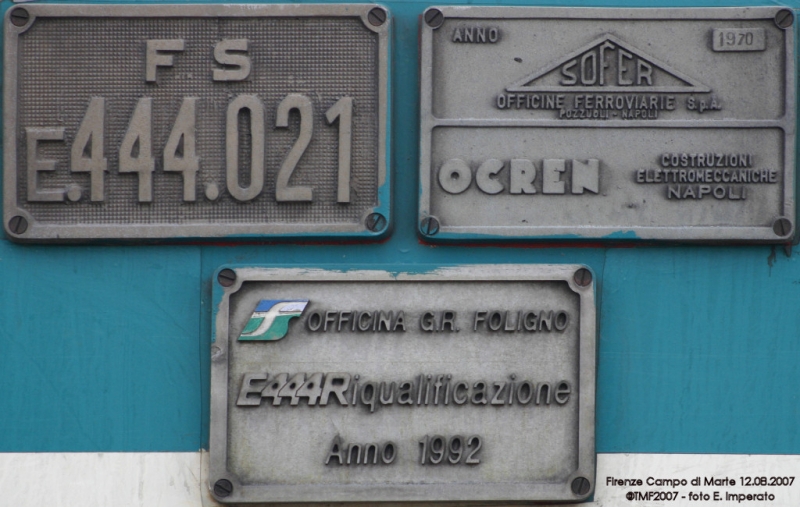 FS
E.444.021
ANNO 1970
SOFER
OFFICINE FERROVIARIE S.p.A.
POZZUOLI - NAPOLI
OCREN
COSTRUZIONI
ELETTROMECCANICHE
NAPOLI
FS OFFICINA G.R. FOLIGNO
E444Riqualificazione
Anno 1992
Firenze Campo di Marte 12.08.2007
©TMF2007 - foto E. Imperato